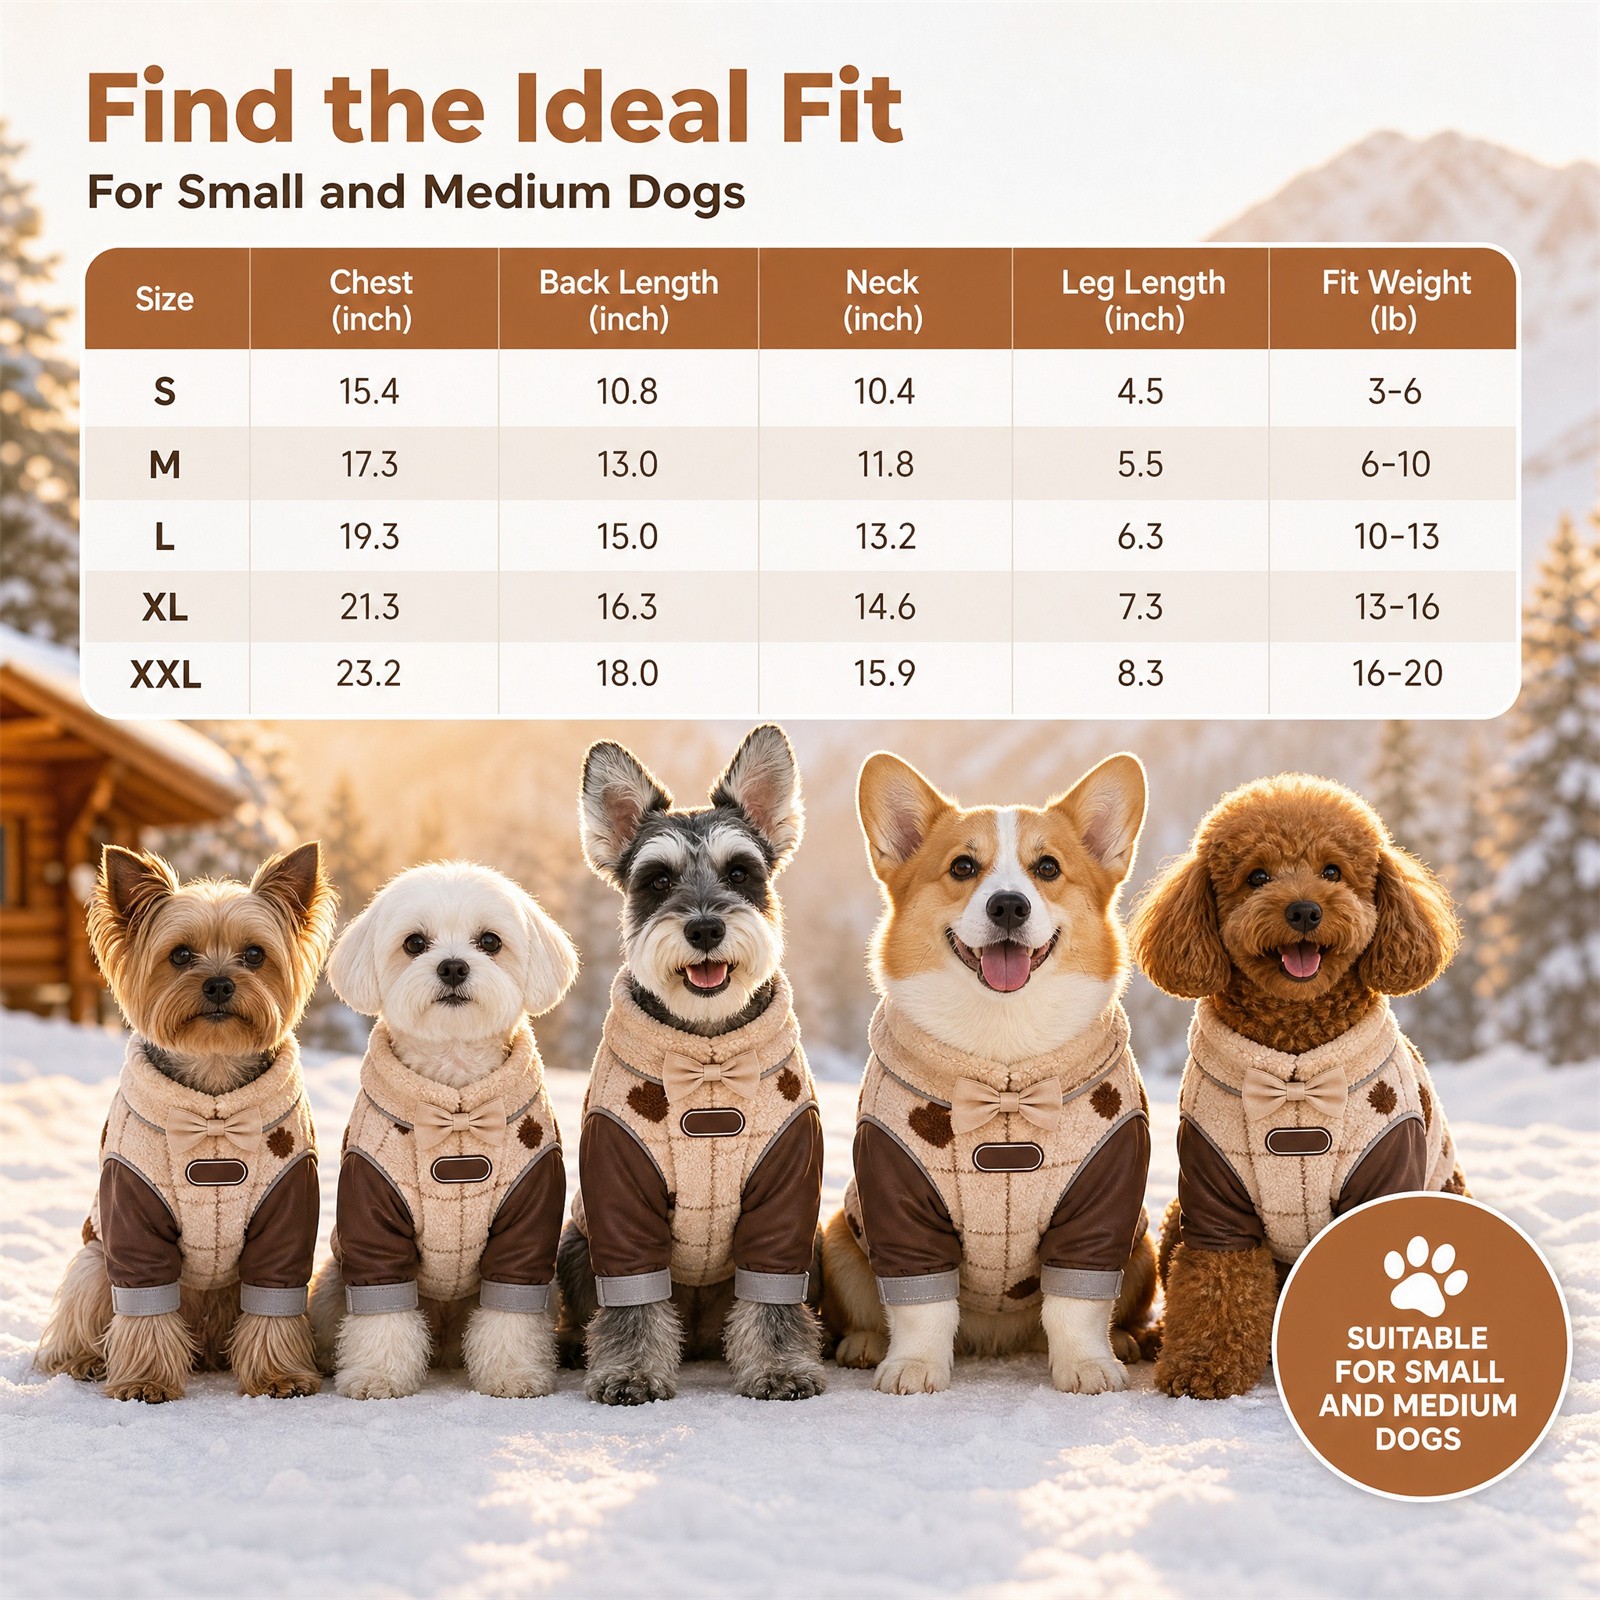 Find the Ideal Fit
For Small and Medium Dogs
Size Chest (inch) Back Length (inch) Neck (inch) Leg Length (inch) Fit Weight (lb)
S 15.4 10.8 10.4 4.5 3-6
M 17.3 13.0 11.8 5.5 6-10
L 19.3 15.0 13.2 6.3 10-13
XL 21.3 16.3 14.6 7.3 13-16
XXL 23.2 18.0 15.9 8.3 16-20
SUITABLE
FOR SMALL
AND MEDIUM
DOGS